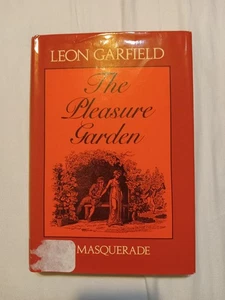 LEON GARFIELD
The
Pleasure
Garden
MASQUERADE